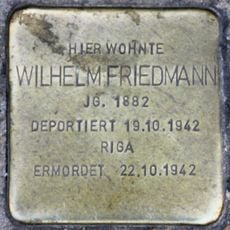 HIER WOHNTE
WILHELM FRIEDMANN
JG. 1882
DEPORTIERT 19.10.1942
RIGA
ERMORDET 22.10.1942